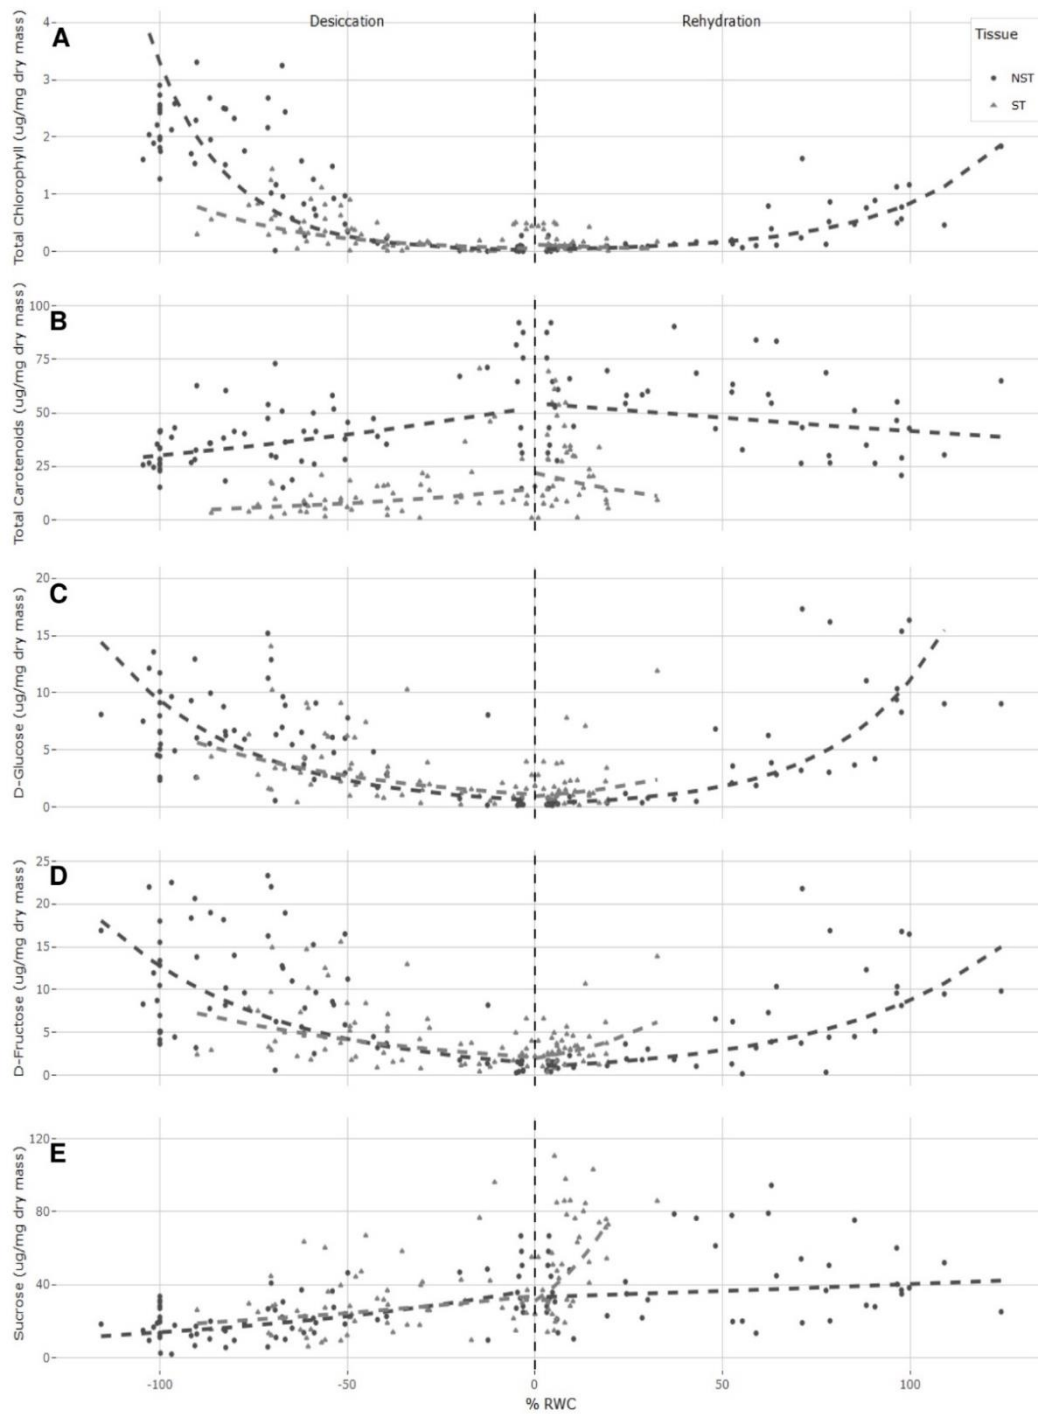 Desiccation
Rehydration
Tissue
NST
ST
A
Total Chlorophyll (ug/mg dry mass)
4
3
2
1
0
B
Total Carotenoids (ug/mg dry mass)
100
75
50
25
0
C
D-Glucose (ug/mg dry mass)
20
15
10
5
0
D
D-Fructose (ug/mg dry mass)
25
20
15
10
5
0
E
Sucrose (ug/mg dry mass)
120
80
40
0
-100
-50
0
50
100
% RWC